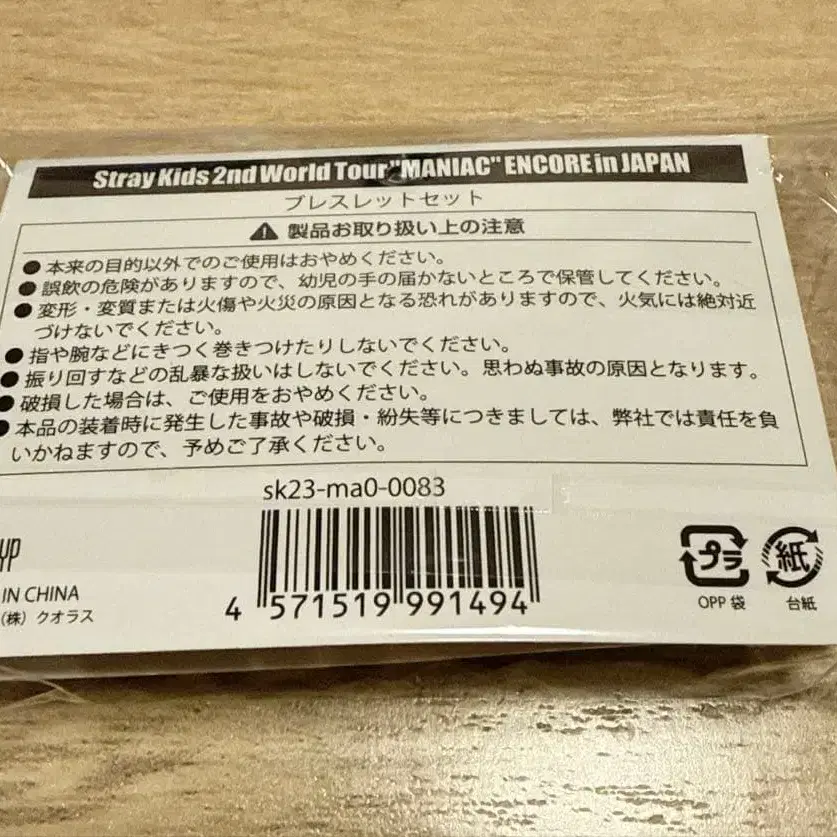 Stray Kids 2nd World Tour "MANIAC" ENCORE in JAPAN
ブレスレットセット
製品お取り扱い上の注意
●本来の目的以外でのご使用はおやめください。
●誤飲の危険がありますので、幼児の手の届かないところで保管してください。
●変形・変質または火傷や火災の原因となる恐れがありますので、火気には絶対近
づけないでください。
●指や腕などにきつく巻きつけたりしないでください。
●振り回すなどの乱暴な扱いはしないでください。思わぬ事故の原因となります。
●破損した場合は、ご使用をおやめください。
●本品の装着時に発生した事故や破損・紛失等につきましては、弊社では責任を負
いかねますので、予めご了承ください。
sk23-ma0-0083
4 571519 991494
YP
IN CHINA
(株)クオラス
プラ
OPP 袋
紙
台紙